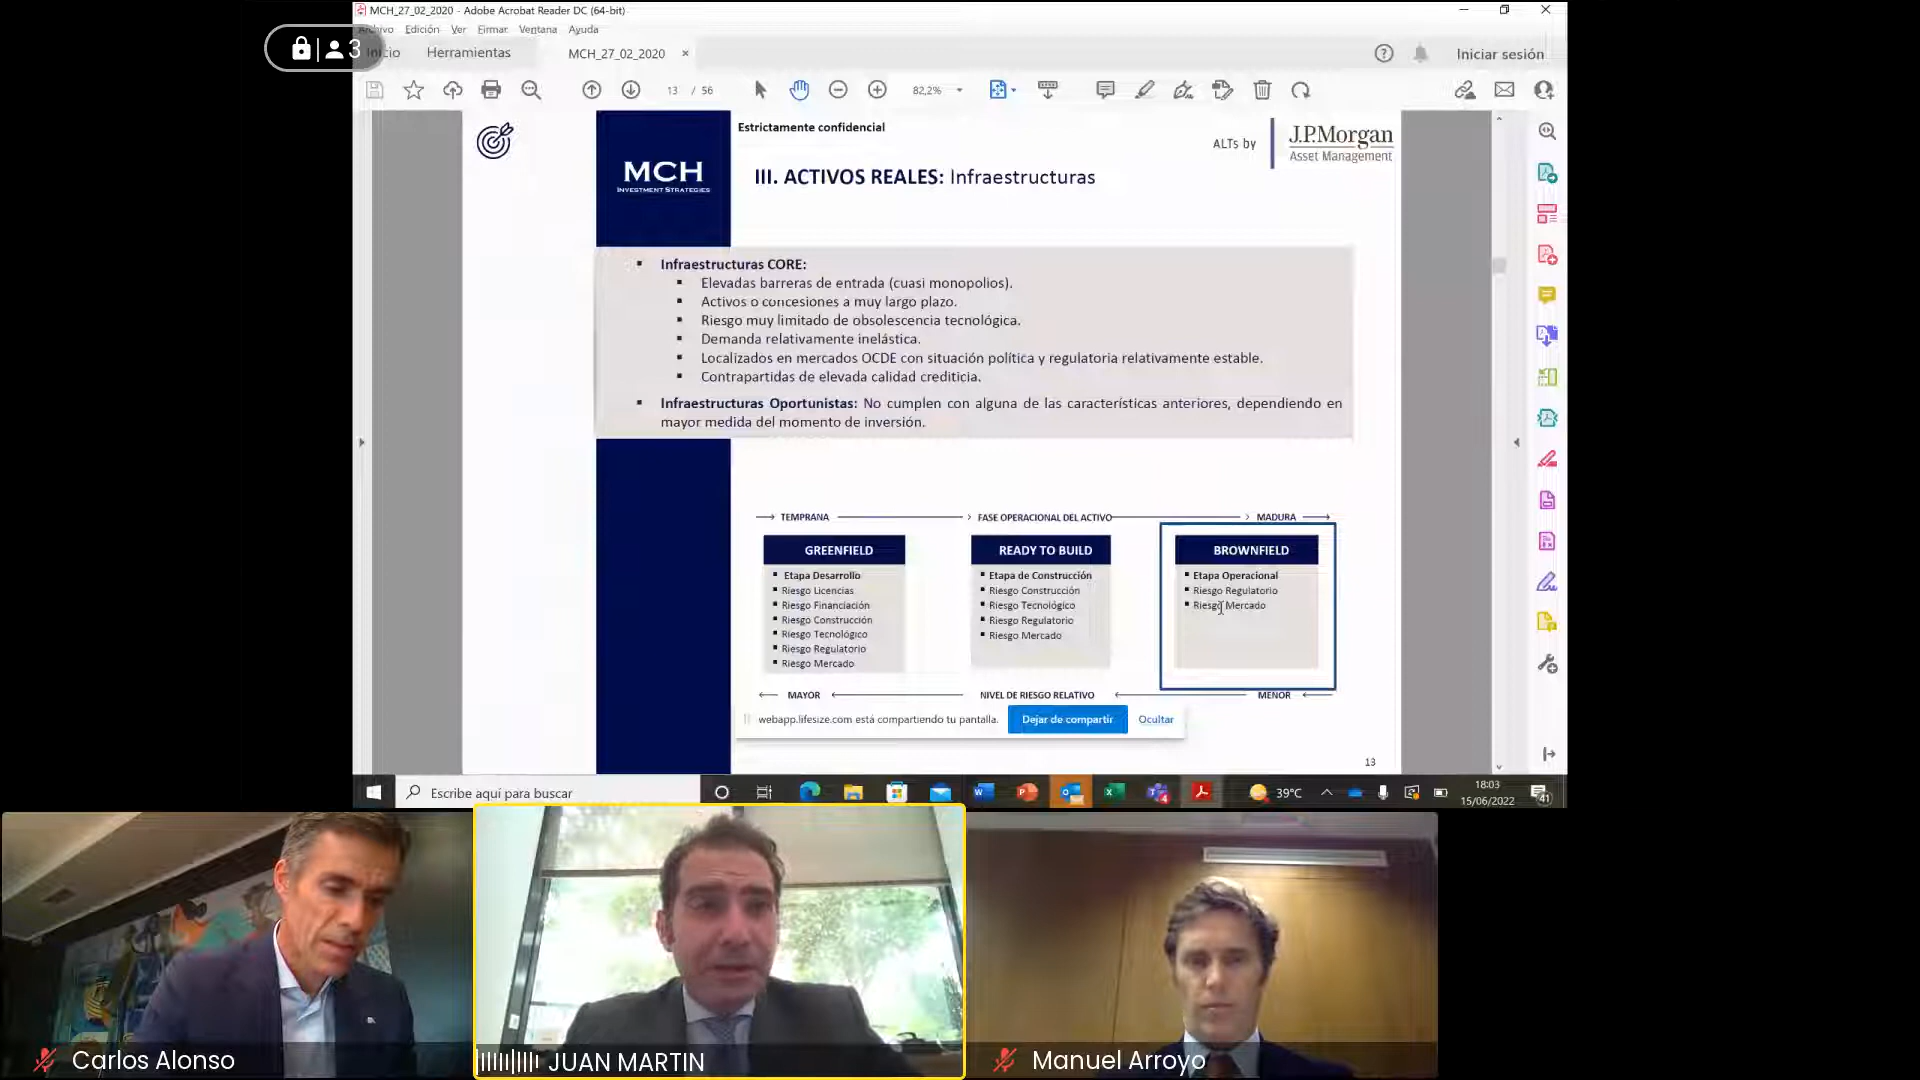 MCH_27_02_2020 - Adobe Acrobat Reader DC (64-bit)
Archivo Edición Ver Firmar Ventana Ayuda
3
Inicio Herramientas MCH_27_02_2020 × Iniciar sesión
13 / 56 82,2%
Estrictamente confidencial
MCH
INVESTMENT STRATEGIES
ALTs by
J.P.Morgan
Asset Management
III. ACTIVOS REALES: Infraestructuras
Infraestructuras CORE:
Elevadas barreras de entrada (cuasi monopolios).
Activos o concesiones a muy largo plazo.
Riesgo muy limitado de obsolescencia tecnológica.
Demanda relativamente inelástica.
Localizados en mercados OCDE con situación política y regulatoria relativamente estable.
Contrapartidas de elevada calidad crediticia.
Infraestructuras Oportunistas: No cumplen con alguna de las características anteriores, dependiendo en
mayor medida del momento de inversión.
TEMPRANA FASE OPERACIONAL DEL ACTIVO MADURA
GREENFIELD
Etapa Desarrollo
Riesgo Licencias
Riesgo Financiación
Riesgo Construcción
Riesgo Tecnológico
Riesgo Regulatorio
Riesgo Mercado
READY TO BUILD
Etapa de Construcción
Riesgo Construcción
Riesgo Tecnológico
Riesgo Regulatorio
Riesgo Mercado
BROWNFIELD
Etapa Operacional
Riesgo Regulatorio
Riesgo Mercado
MAYOR NIVEL DE RIESGO RELATIVO MENOR
webapp.lifesize.com está compartiendo tu pantalla. Dejar de compartir Ocultar
13
Escribe aquí para buscar
39°C
18:03
15/06/2022
41
Carlos Alonso
JUAN MARTIN
Manuel Arroyo